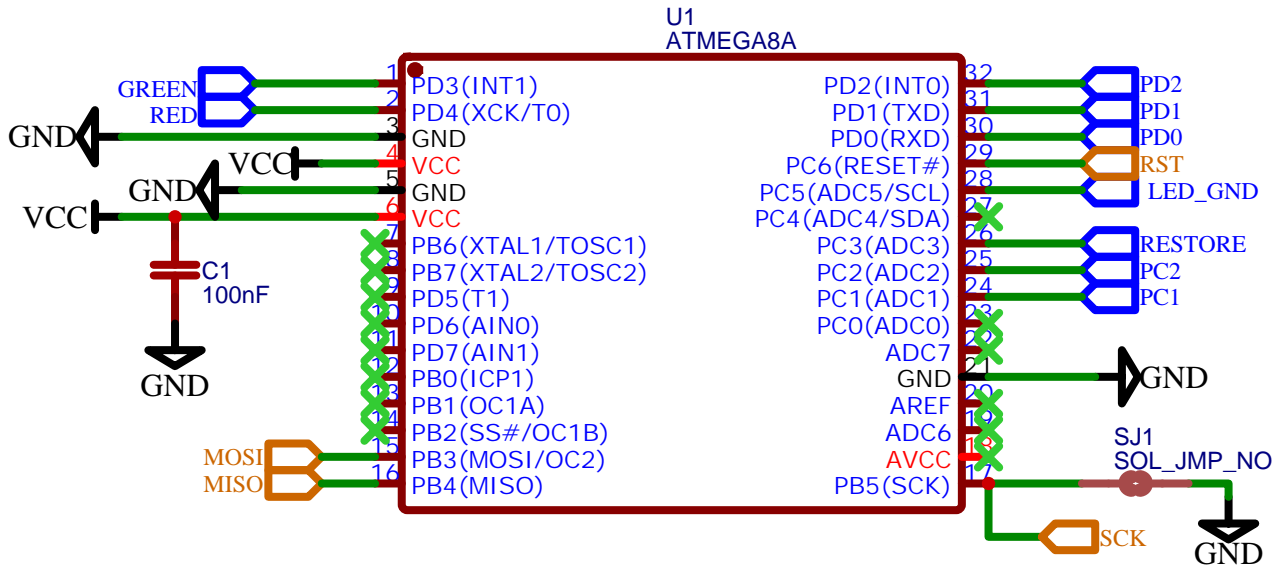 U1
ATMEGA8A
GREEN 1 PD3(INT1) PD2(INT0) 32 PD2
RED 2 PD4(XCK/T0) PD1(TXD) 31 PD1
GND 3 GND PD0(RXD) 30 PD0
VCC 4 VCC PC6(RESET#) 29 RST
GND 5 GND PC5(ADC5/SCL) 28 LED_GND
VCC 6 VCC PC4(ADC4/SDA) 27
7 PB6(XTAL1/TOSC1) PC3(ADC3) 26 RESTORE
C1 8 PB7(XTAL2/TOSC2) PC2(ADC2) 25 PC2
100nF 9 PD5(T1) PC1(ADC1) 24 PC1
10 PD6(AIN0) PC0(ADC0) 23
11 PD7(AIN1) ADC7 22
GND 12 PB0(ICP1) GND 21 GND
13 PB1(OC1A) AREF 20
14 PB2(SS#/OC1B) ADC6 19
MOSI 15 PB3(MOSI/OC2) AVCC 18
MISO 16 PB4(MISO) PB5(SCK) 17
SJ1
SOL_JMP_NO
SCK
GND